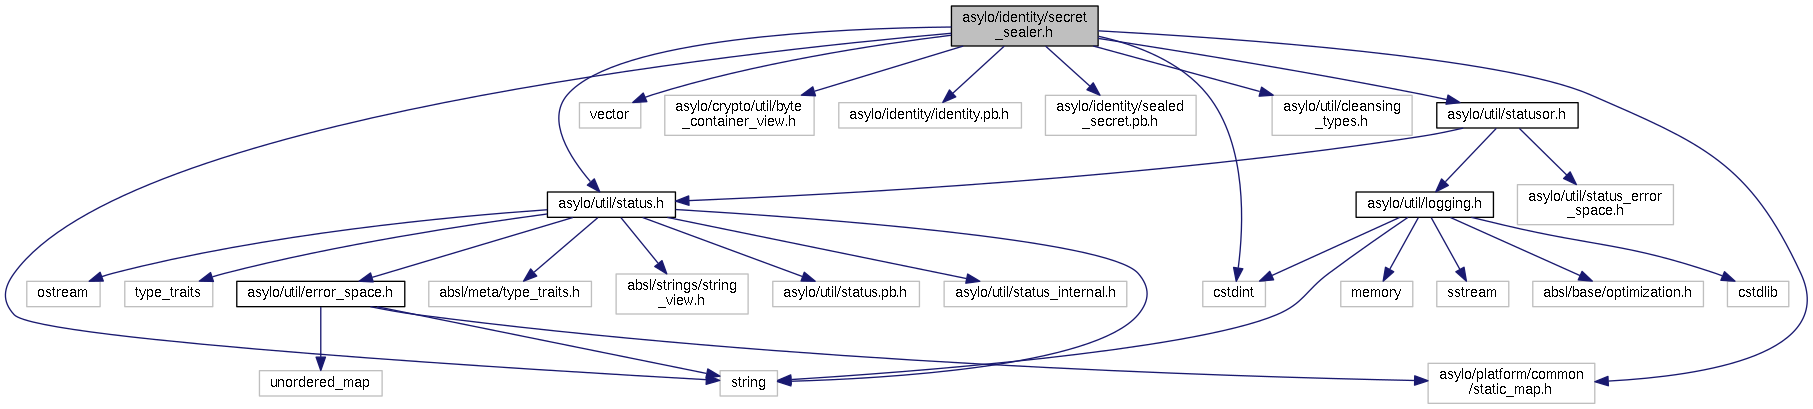 asylo/identity/secret
_sealer.h
vector
asylo/crypto/util/byte
_container_view.h
asylo/identity/identity.pb.h
asylo/identity/sealed
_secret.pb.h
asylo/util/cleansing
_types.h
asylo/util/statusor.h
asylo/util/status.h
asylo/util/logging.h
asylo/util/status_error
_space.h
ostream
type_traits
asylo/util/error_space.h
absl/meta/type_traits.h
absl/strings/string
_view.h
asylo/util/status.pb.h
asylo/util/status_internal.h
cstdint
memory
sstream
absl/base/optimization.h
cstdlib
unordered_map
string
asylo/platform/common
/static_map.h